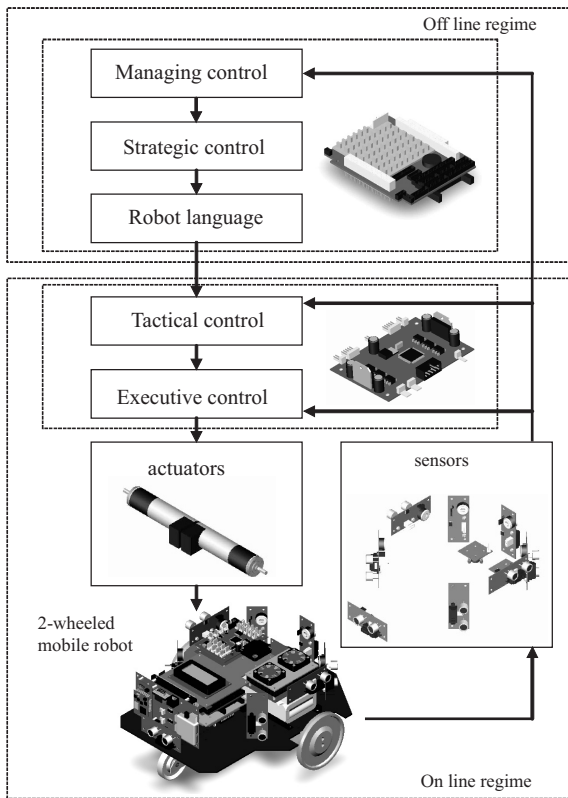 Off line regime
Managing control
Strategic control
Robot language
Tactical control
Executive control
actuators
sensors
2-wheeled
mobile robot
On line regime